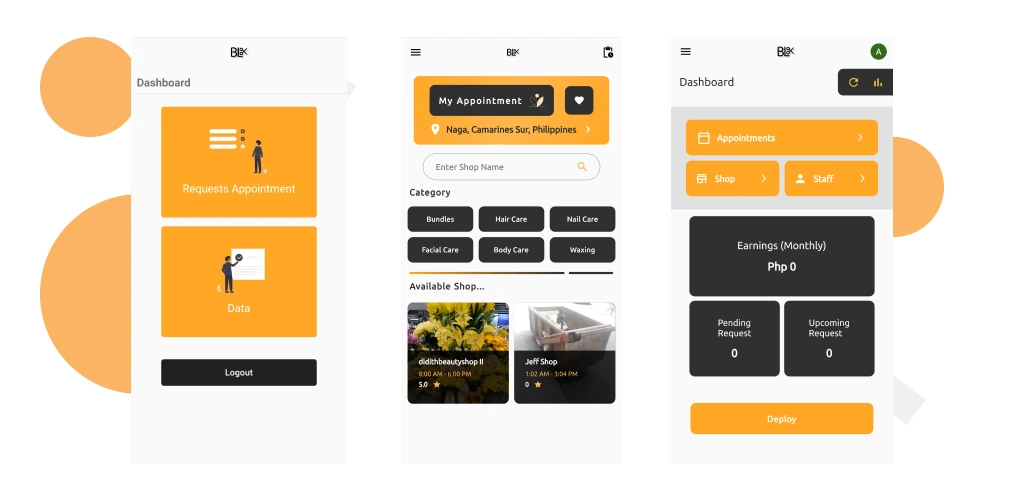 BLK
Dashboard
Requests Appointment
Data
Logout
BLK
My Appointment
Naga, Camarines Sur, Philippines
Enter Shop Name
Category
Bundles
Hair Care
Nail Care
Facial Care
Body Care
Waxing
Available Shop...
didithbeautyshop II
8:00 AM - 6:00 PM
5.0
Jeff Shop
1:02 AM - 3:04 PM
0
BLK
A
Dashboard
Appointments
Shop
Staff
Earnings (Monthly)
Php 0
Pending
Request
0
Upcoming
Request
0
Deploy